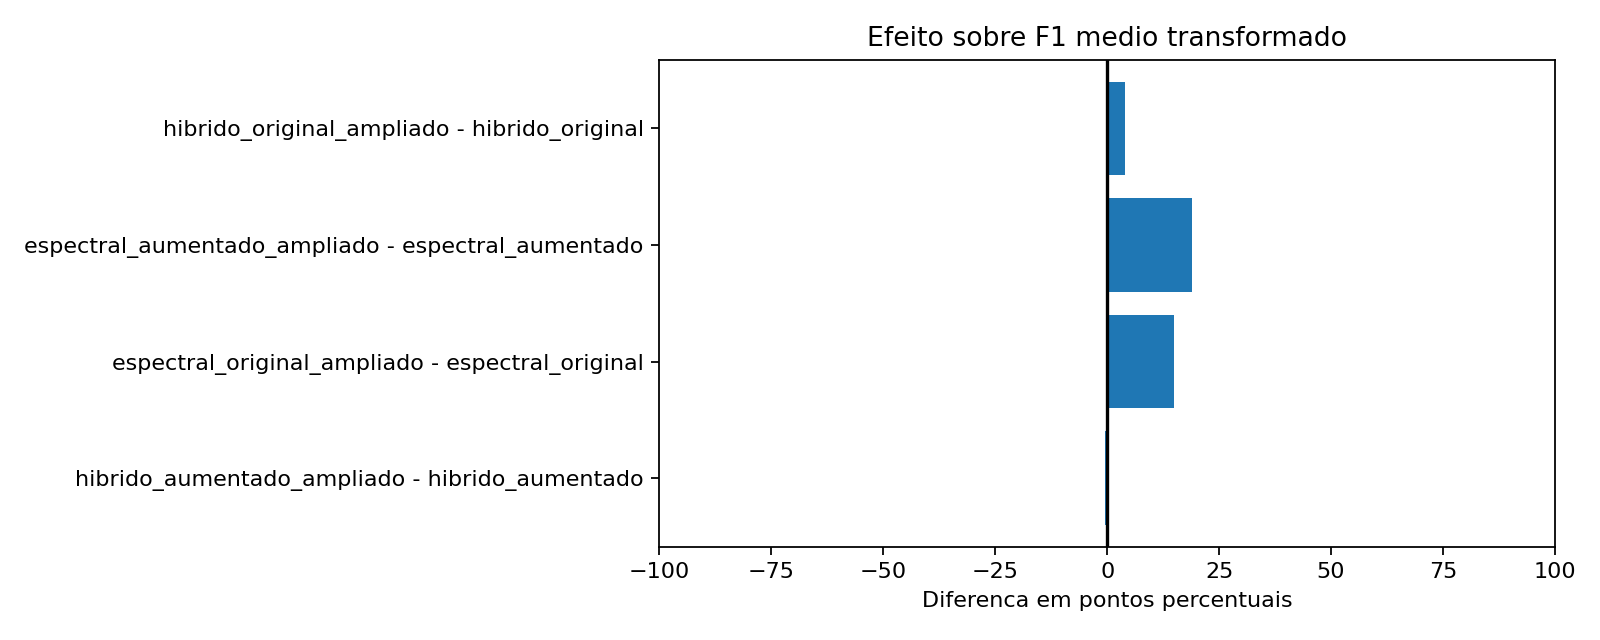 Efeito sobre F1 medio transformado
hibrido_original_ampliado - hibrido_original
espectral_aumentado_ampliado - espectral_aumentado
espectral_original_ampliado - espectral_original
hibrido_aumentado_ampliado - hibrido_aumentado
−100 −75 −50 −25 0 25 50 75 100
Diferenca em pontos percentuais